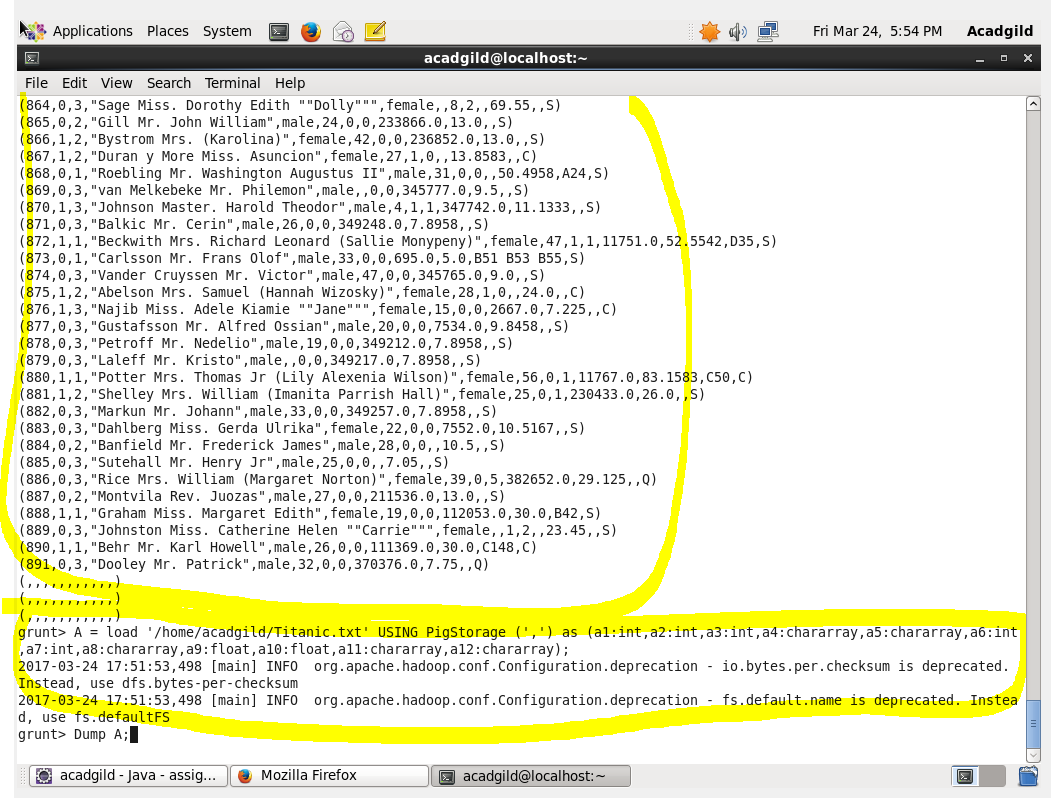 Applications Places System Fri Mar 24, 5:54 PM Acadgild
acadgild@localhost:~
File Edit View Search Terminal Help
(864,0,3,"Sage Miss. Dorothy Edith ""Dolly""",female,,8,2,,69.55,,S)
(865,0,2,"Gill Mr. John William",male,24,0,0,233866.0,13.0,,S)
(866,1,2,"Bystrom Mrs. (Karolina)",female,42,0,0,236852.0,13.0,,S)
(867,1,2,"Duran y More Miss. Asuncion",female,27,1,0,,13.8583,,C)
(868,0,1,"Roebling Mr. Washington Augustus II",male,31,0,0,,50.4958,A24,S)
(869,0,3,"van Melkebeke Mr. Philemon",male,,0,0,345777.0,9.5,,S)
(870,1,3,"Johnson Master. Harold Theodor",male,4,1,1,347742.0,11.1333,,S)
(871,0,3,"Balkic Mr. Cerin",male,26,0,0,349248.0,7.8958,,S)
(872,1,1,"Beckwith Mrs. Richard Leonard (Sallie Monypeny)",female,47,1,1,11751.0,52.5542,D35,S)
(873,0,1,"Carlsson Mr. Frans Olof",male,33,0,0,695.0,5.0,B51 B53 B55,S)
(874,0,3,"Vander Cruyssen Mr. Victor",male,47,0,0,345765.0,9.0,,S)
(875,1,2,"Abelson Mrs. Samuel (Hannah Wizosky)",female,28,1,0,,24.0,,C)
(876,1,3,"Najib Miss. Adele Kiamie ""Jane""",female,15,0,0,2667.0,7.225,,C)
(877,0,3,"Gustafsson Mr. Alfred Ossian",male,20,0,0,7534.0,9.8458,,S)
(878,0,3,"Petroff Mr. Nedelio",male,19,0,0,349212.0,7.8958,,S)
(879,0,3,"Laleff Mr. Kristo",male,,0,0,349217.0,7.8958,,S)
(880,1,1,"Potter Mrs. Thomas Jr (Lily Alexenia Wilson)",female,56,0,1,11767.0,83.1583,C50,C)
(881,1,2,"Shelley Mrs. William (Imanita Parrish Hall)",female,25,0,1,230433.0,26.0,,S)
(882,0,3,"Markun Mr. Johann",male,33,0,0,349257.0,7.8958,,S)
(883,0,3,"Dahlberg Miss. Gerda Ulrika",female,22,0,0,7552.0,10.5167,,S)
(884,0,2,"Banfield Mr. Frederick James",male,28,0,0,,10.5,,S)
(885,0,3,"Sutehall Mr. Henry Jr",male,25,0,0,,7.05,,S)
(886,0,3,"Rice Mrs. William (Margaret Norton)",female,39,0,5,382652.0,29.125,,Q)
(887,0,2,"Montvila Rev. Juozas",male,27,0,0,211536.0,13.0,,S)
(888,1,1,"Graham Miss. Margaret Edith",female,19,0,0,112053.0,30.0,B42,S)
(889,0,3,"Johnston Miss. Catherine Helen ""Carrie""",female,,1,2,,23.45,,S)
(890,1,1,"Behr Mr. Karl Howell",male,26,0,0,111369.0,30.0,C148,C)
(891,0,3,"Dooley Mr. Patrick",male,32,0,0,370376.0,7.75,,Q)
(,,,,,,,,,,,)
(,,,,,,,,,,,)
(,,,,,,,,,,,)
grunt> A = load '/home/acadgild/Titanic.txt' USING PigStorage (',') as (a1:int,a2:int,a3:int,a4:chararray,a5:chararray,a6:int
,a7:int,a8:chararray,a9:float,a10:float,a11:chararray,a12:chararray);
2017-03-24 17:51:53,498 [main] INFO  org.apache.hadoop.conf.Configuration.deprecation - io.bytes.per.checksum is deprecated.
Instead, use dfs.bytes-per-checksum
2017-03-24 17:51:53,498 [main] INFO  org.apache.hadoop.conf.Configuration.deprecation - fs.default.name is deprecated. Instea
d, use fs.defaultFS
grunt> Dump A;
acadgild - Java - assig... Mozilla Firefox acadgild@localhost:~